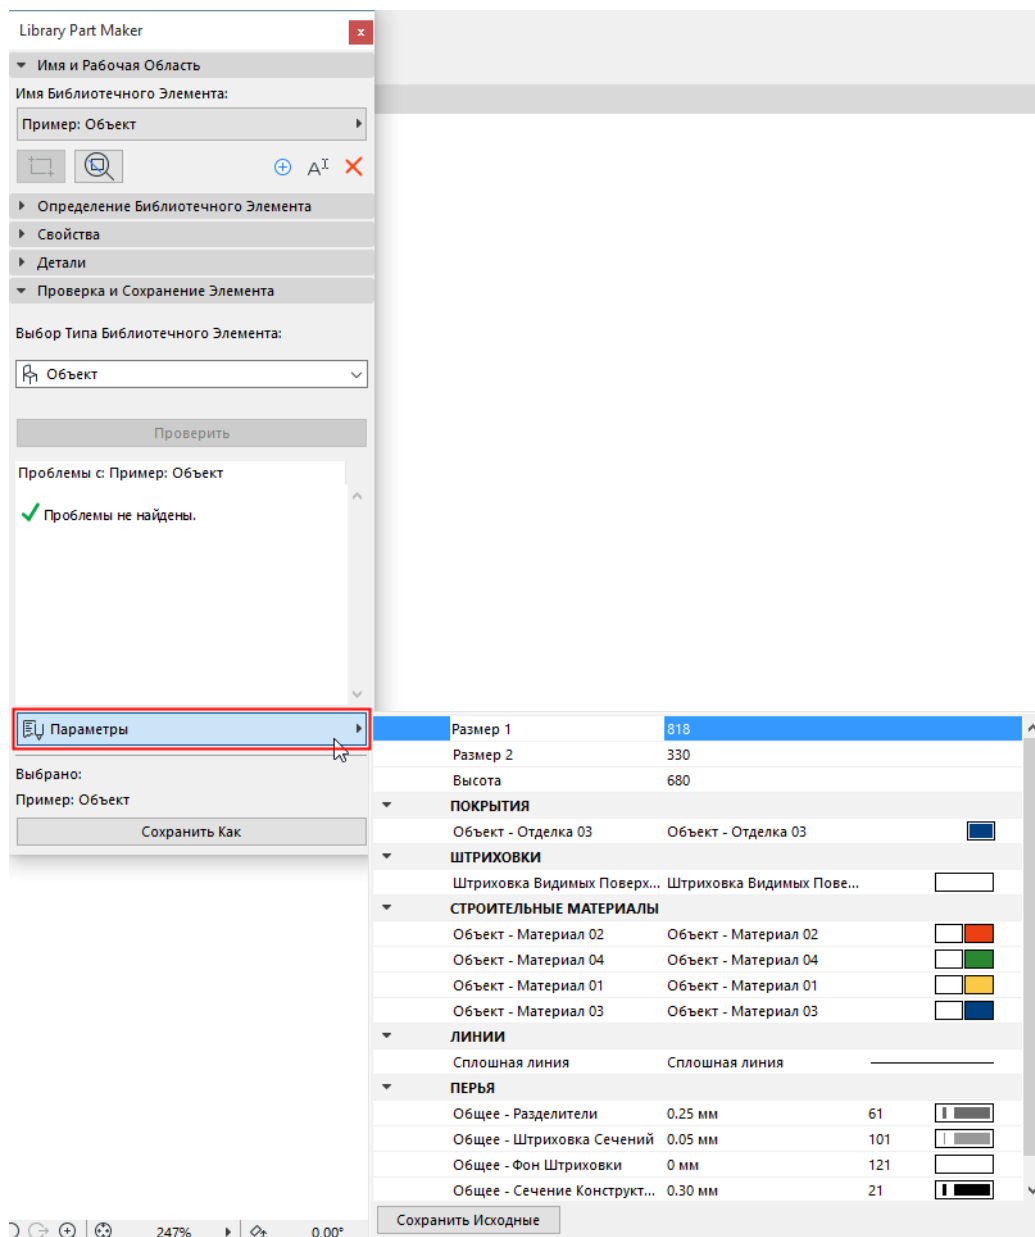 Library Part Maker
x
Имя и Рабочая Область
Имя Библиотечного Элемента:
Пример: Объект
Определение Библиотечного Элемента
Свойства
Детали
Проверка и Сохранение Элемента
Выбор Типа Библиотечного Элемента:
Объект
Проверить
Проблемы с: Пример: Объект
Проблемы не найдены.
Параметры
Выбрано:
Пример: Объект
Сохранить Как
Размер 1 818
Размер 2 330
Высота 680
ПОКРЫТИЯ
Объект - Отделка 03 Объект - Отделка 03
ШТРИХОВКИ
Штриховка Видимых Поверх... Штриховка Видимых Пове...
СТРОИТЕЛЬНЫЕ МАТЕРИАЛЫ
Объект - Материал 02 Объект - Материал 02
Объект - Материал 04 Объект - Материал 04
Объект - Материал 01 Объект - Материал 01
Объект - Материал 03 Объект - Материал 03
ЛИНИИ
Сплошная линия Сплошная линия
ПЕРЬЯ
Общее - Разделители 0.25 мм 61
Общее - Штриховка Сечений 0.05 мм 101
Общее - Фон Штриховки 0 мм 121
Общее - Сечение Конструкт... 0.30 мм 21
Сохранить Исходные
247% 0.00°